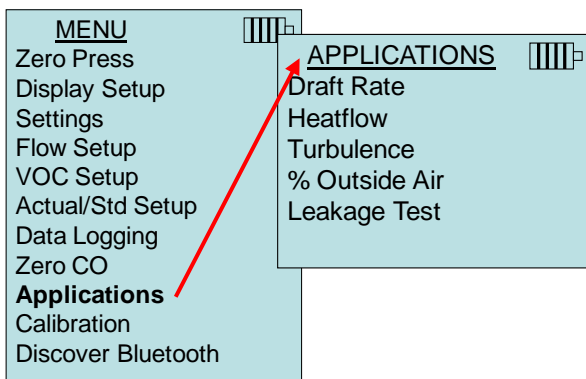 MENU
Zero Press
Display Setup
Settings
Flow Setup
VOC Setup
Actual/Std Setup
Data Logging
Zero CO
Applications
Calibration
Discover Bluetooth
APPLICATIONS
Draft Rate
Heatflow
Turbulence
% Outside Air
Leakage Test